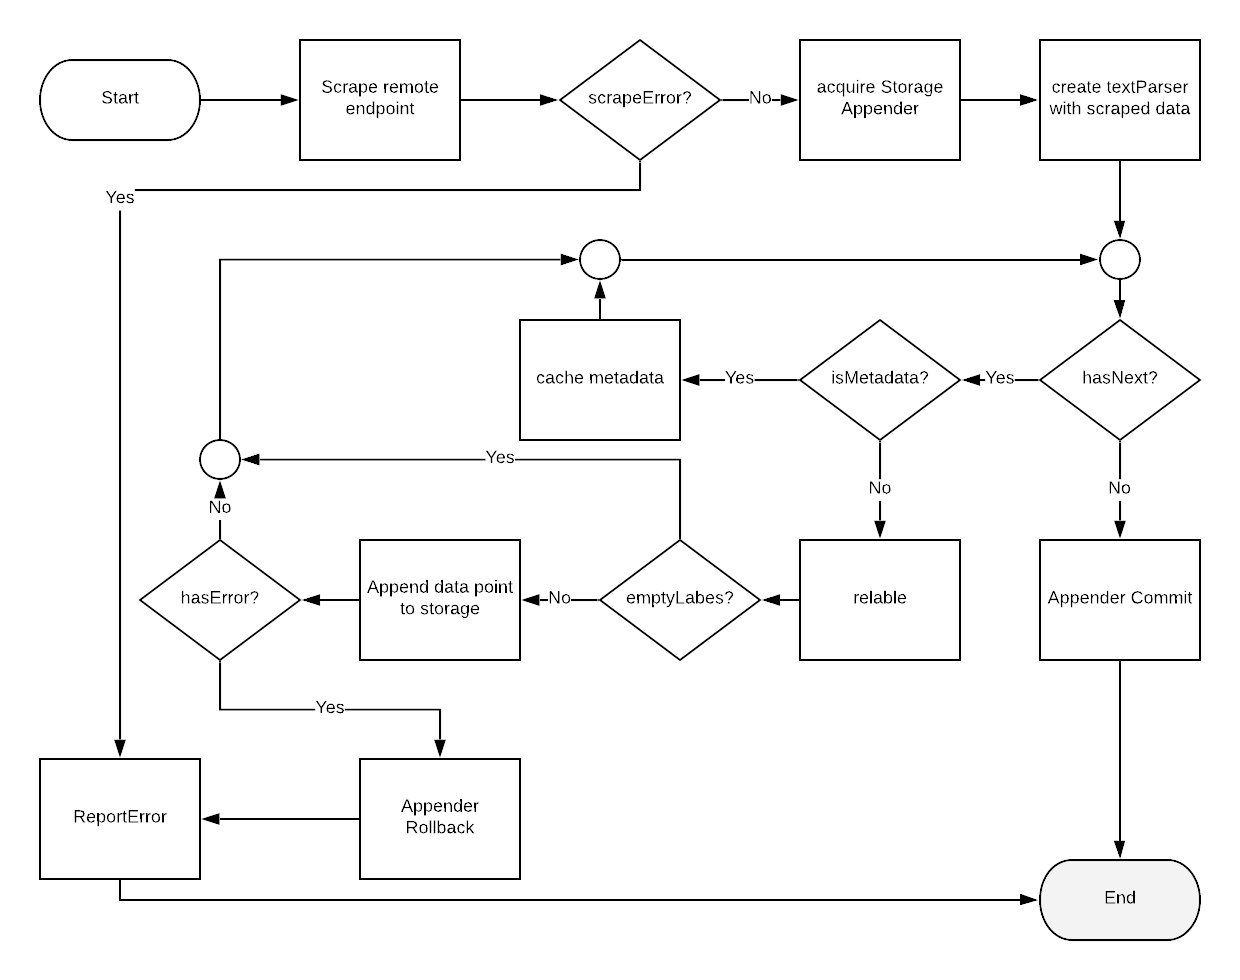 Start
Scrape remote
endpoint
scrapeError?
No
acquire Storage
Appender
create textParser
with scraped data
Yes
cache metadata
Yes
isMetadata?
Yes
hasNext?
Yes
No
No
No
hasError?
Append data point
to storage
No
emptyLabes?
relable
Appender Commit
Yes
ReportError
Appender
Rollback
End